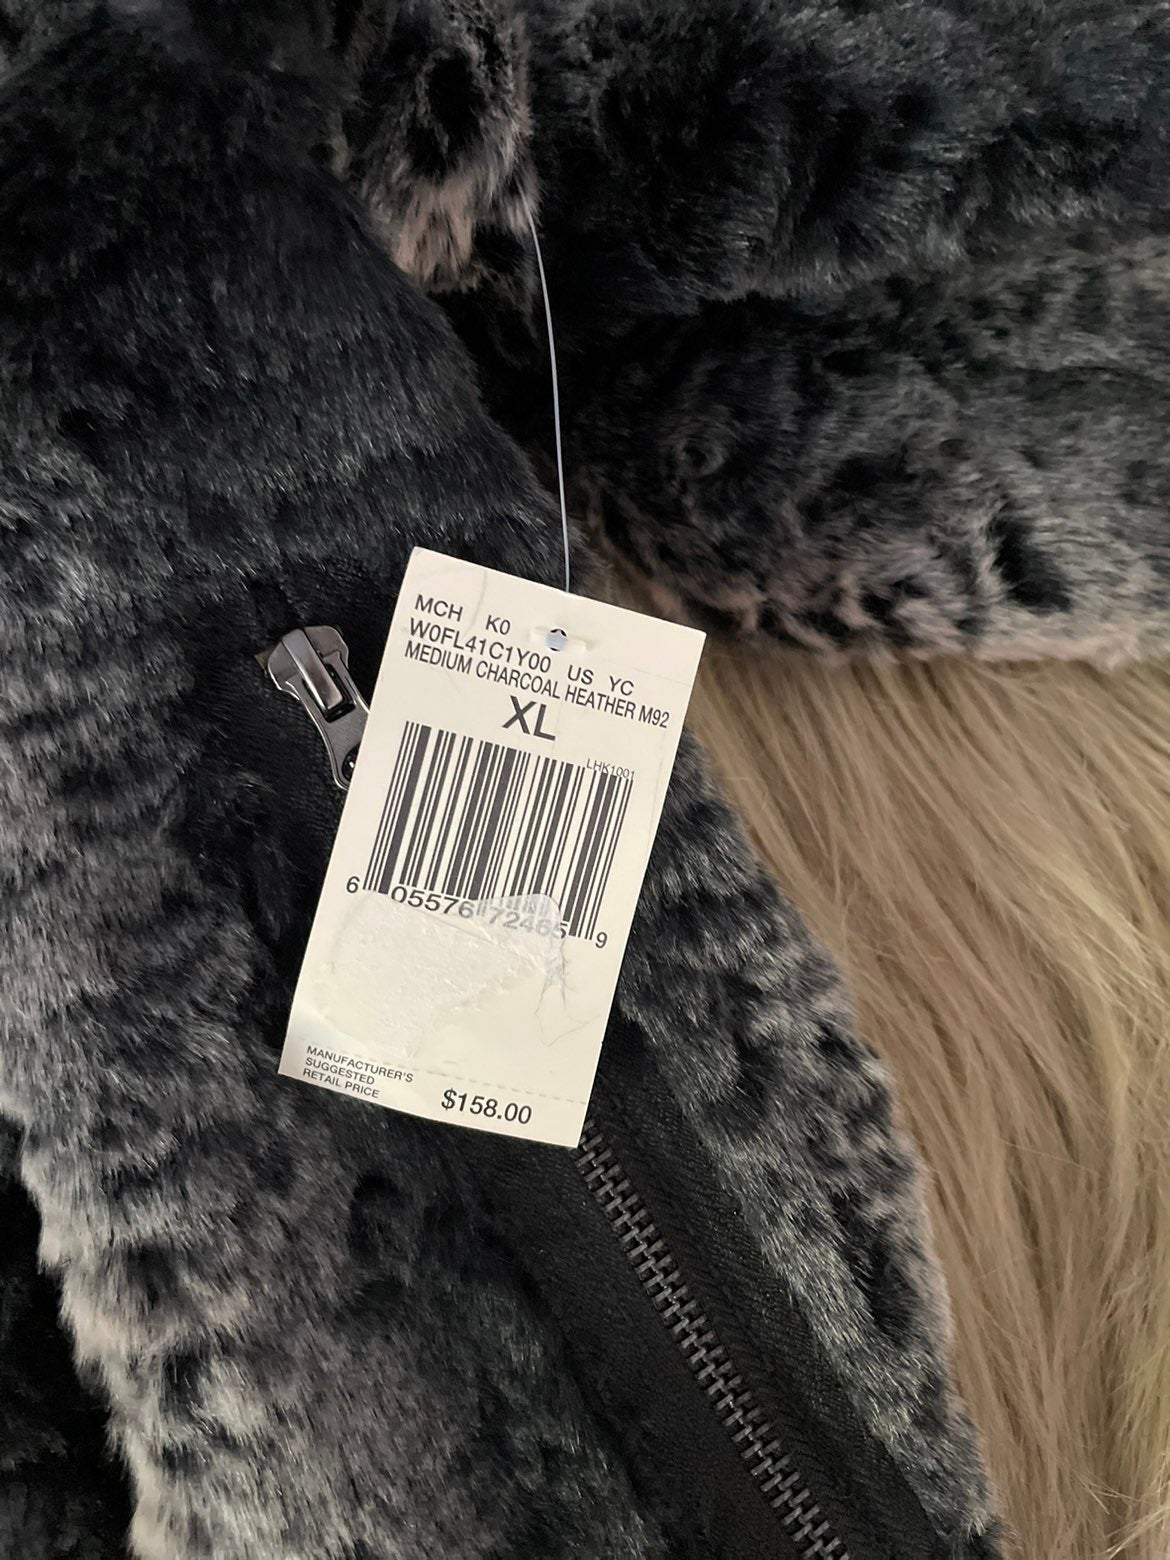 MCH K0
W0FL41C1Y00 US YC
MEDIUM CHARCOAL HEATHER M92
XL
LHK1001
6 05576 72465 9
MANUFACTURER'S
SUGGESTED
RETAIL PRICE
$158.00